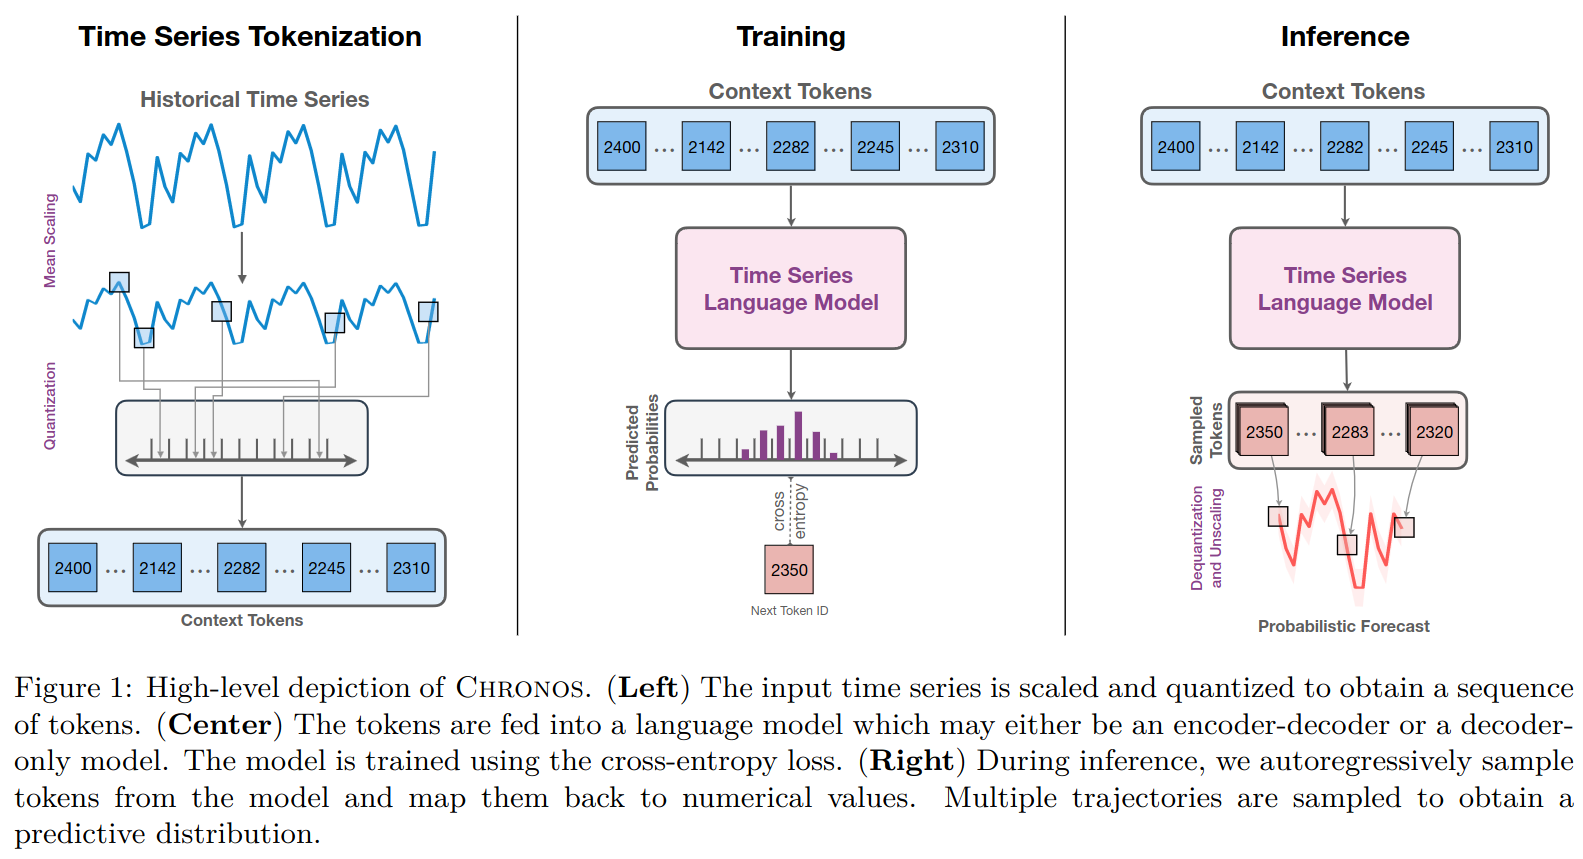 Time Series Tokenization
Historical Time Series
Mean Scaling
Quantization
2400 ... 2142 ... 2282 ... 2245 ... 2310
Context Tokens
Training
Context Tokens
2400 ... 2142 ... 2282 ... 2245 ... 2310
Time Series
Language Model
Predicted
Probabilities
cross
entropy
2350
Next Token ID
Inference
Context Tokens
2400 ... 2142 ... 2282 ... 2245 ... 2310
Time Series
Language Model
Sampled
Tokens
2350 ... 2283 ... 2320
Dequantization
and Unscaling
Probabilistic Forecast
Figure 1: High-level depiction of CHRONOS. (Left) The input time series is scaled and quantized to obtain a sequence
of tokens. (Center) The tokens are fed into a language model which may either be an encoder-decoder or a decoder-
only model. The model is trained using the cross-entropy loss. (Right) During inference, we autoregressively sample
tokens from the model and map them back to numerical values. Multiple trajectories are sampled to obtain a
predictive distribution.